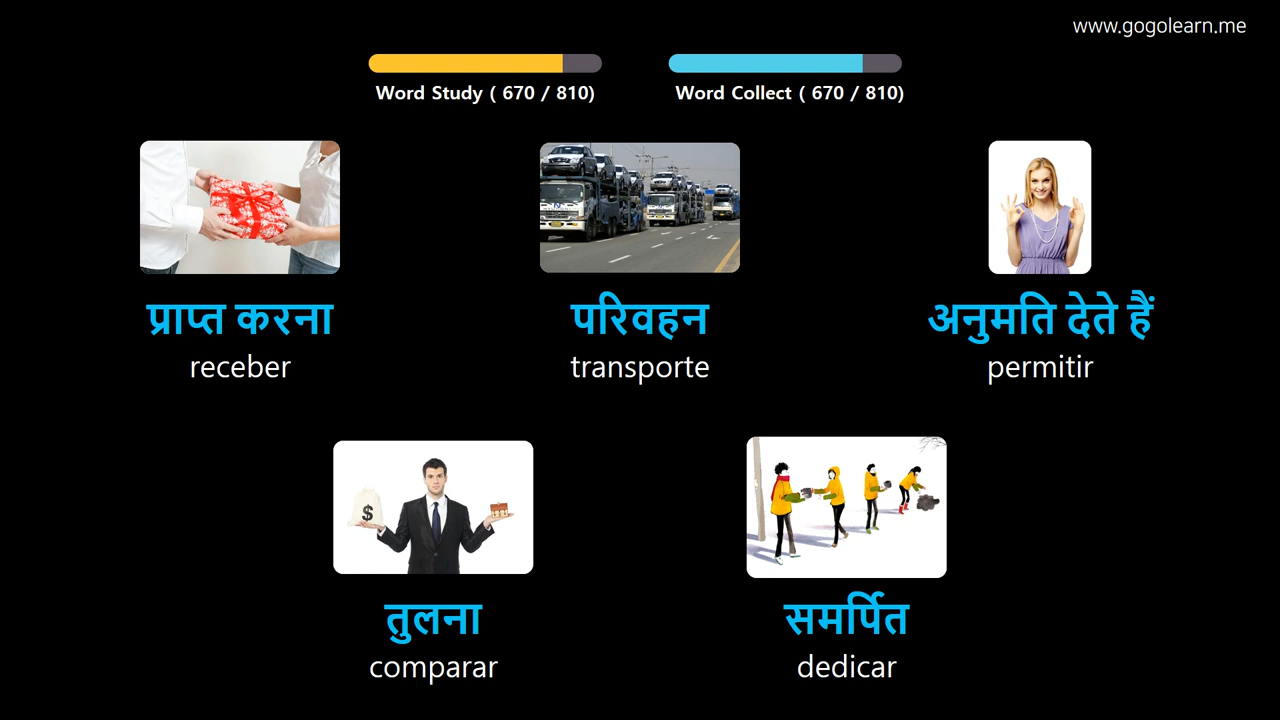 www.gogolearn.me
Word Study ( 670 / 810)
Word Collect ( 670 / 810)
प्राप्त करना
receber
परिवहन
transporte
अनुमति देते हैं
permitir
$
तुलना
comparar
समर्पित
dedicar